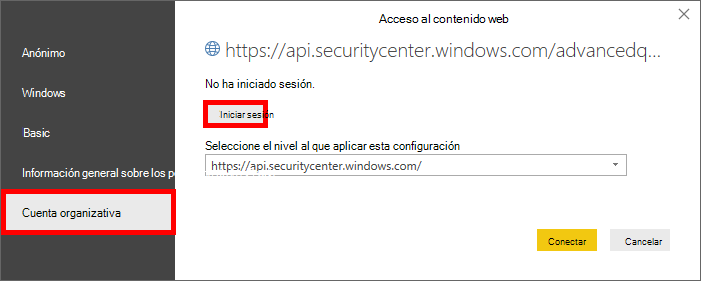 Acceso al contenido web
Anónimo
Windows
Basic
Información general sobre los pe
Cuenta organizativa
https://api.securitycenter.windows.com/advancedq...
No ha iniciado sesión.
Iniciar sesión
Seleccione el nivel al que aplicar esta configuración
https://api.securitycenter.windows.com/
Conectar
Cancelar